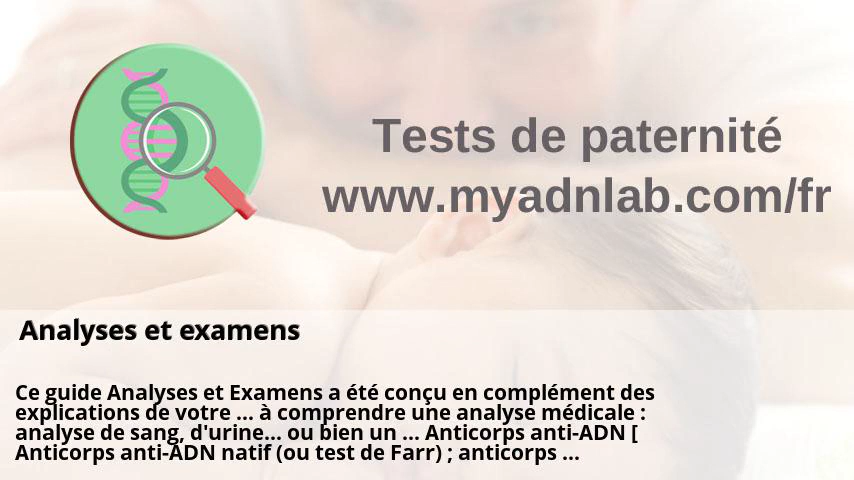 Tests de paternité
www.myadnlab.com/fr
Analyses et examens
Ce guide Analyses et Examens a été conçu en complément des
explications de votre ... à comprendre une analyse médicale :
analyse de sang, d'urine... ou bien un ... Anticorps anti-ADN [
Anticorps anti-ADN natif (ou test de Farr) ; anticorps ...